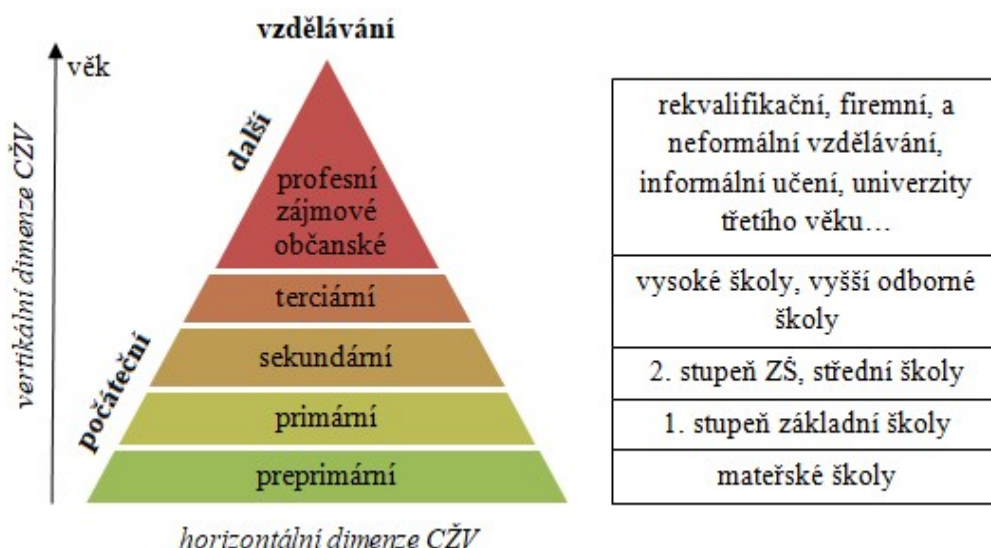 vzdělávání
věk
vertikální dimenze CŽV
další
počáteční
profesní
zájmové
občanské
terciární
sekundární
primární
preprimární
horizontální dimenze CŽV
rekvalifikační, firemní, a
neformální vzdělávání,
informální učení, univerzity
třetího věku…
vysoké školy, vyšší odborné
školy
2. stupeň ZŠ, střední školy
1. stupeň základní školy
mateřské školy